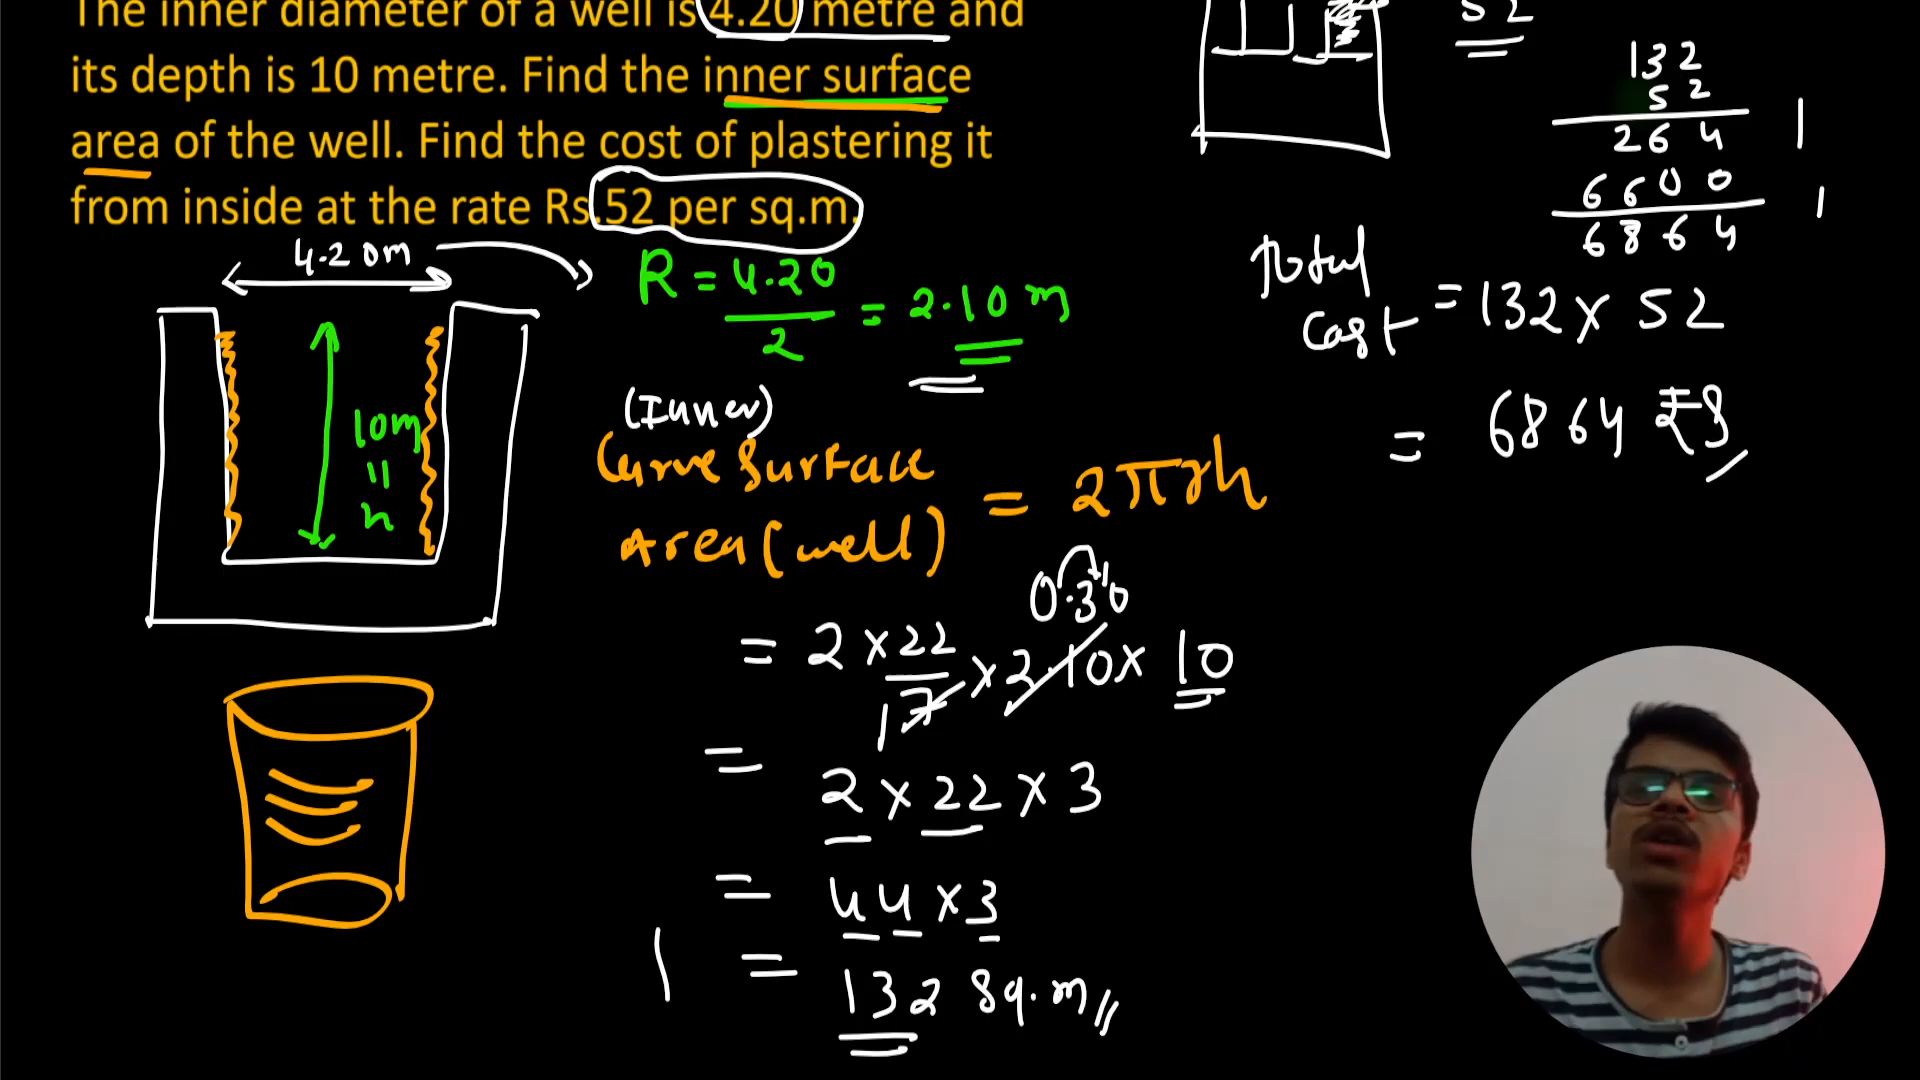 The inner diameter of a well is 4.20 metre and
its depth is 10 metre. Find the inner surface
area of the well. Find the cost of plastering it
from inside at the rate Rs.52 per sq.m.
4.20m
10m
=
h
R = 4.20/2 = 2.10 m
(Inner)
Curve Surface
Area (well)
= 2πrh
0.30
= 2 × 22/7 × 2.10 × 10
1
= 2 × 22 × 3
= 44 × 3
= 132 sq.m
52
132
52
264
6600
6864
Total
Cost
= 132 × 52
= 6864 ₹